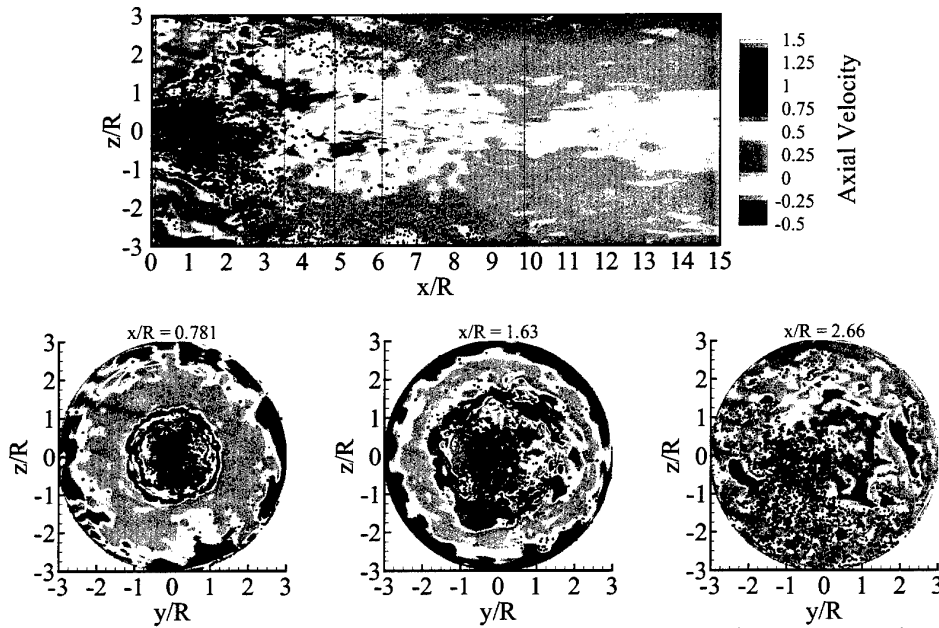 3
2
1
0
-1
-2
-3
z/R
0 1 2 3 4 5 6 7 8 9 10 11 12 13 14 15
x/R
1.5
1.25
1
0.75
0.5
0.25
0
-0.25
-0.5
Axial Velocity
x/R = 0.781
3
2
1
0
-1
-2
-3
z/R
-3 -2 -1 0 1 2 3
y/R
x/R = 1.63
3
2
1
0
-1
-2
-3
z/R
-3 -2 -1 0 1 2 3
y/R
x/R = 2.66
3
2
1
0
-1
-2
-3
z/R
-3 -2 -1 0 1 2 3
y/R